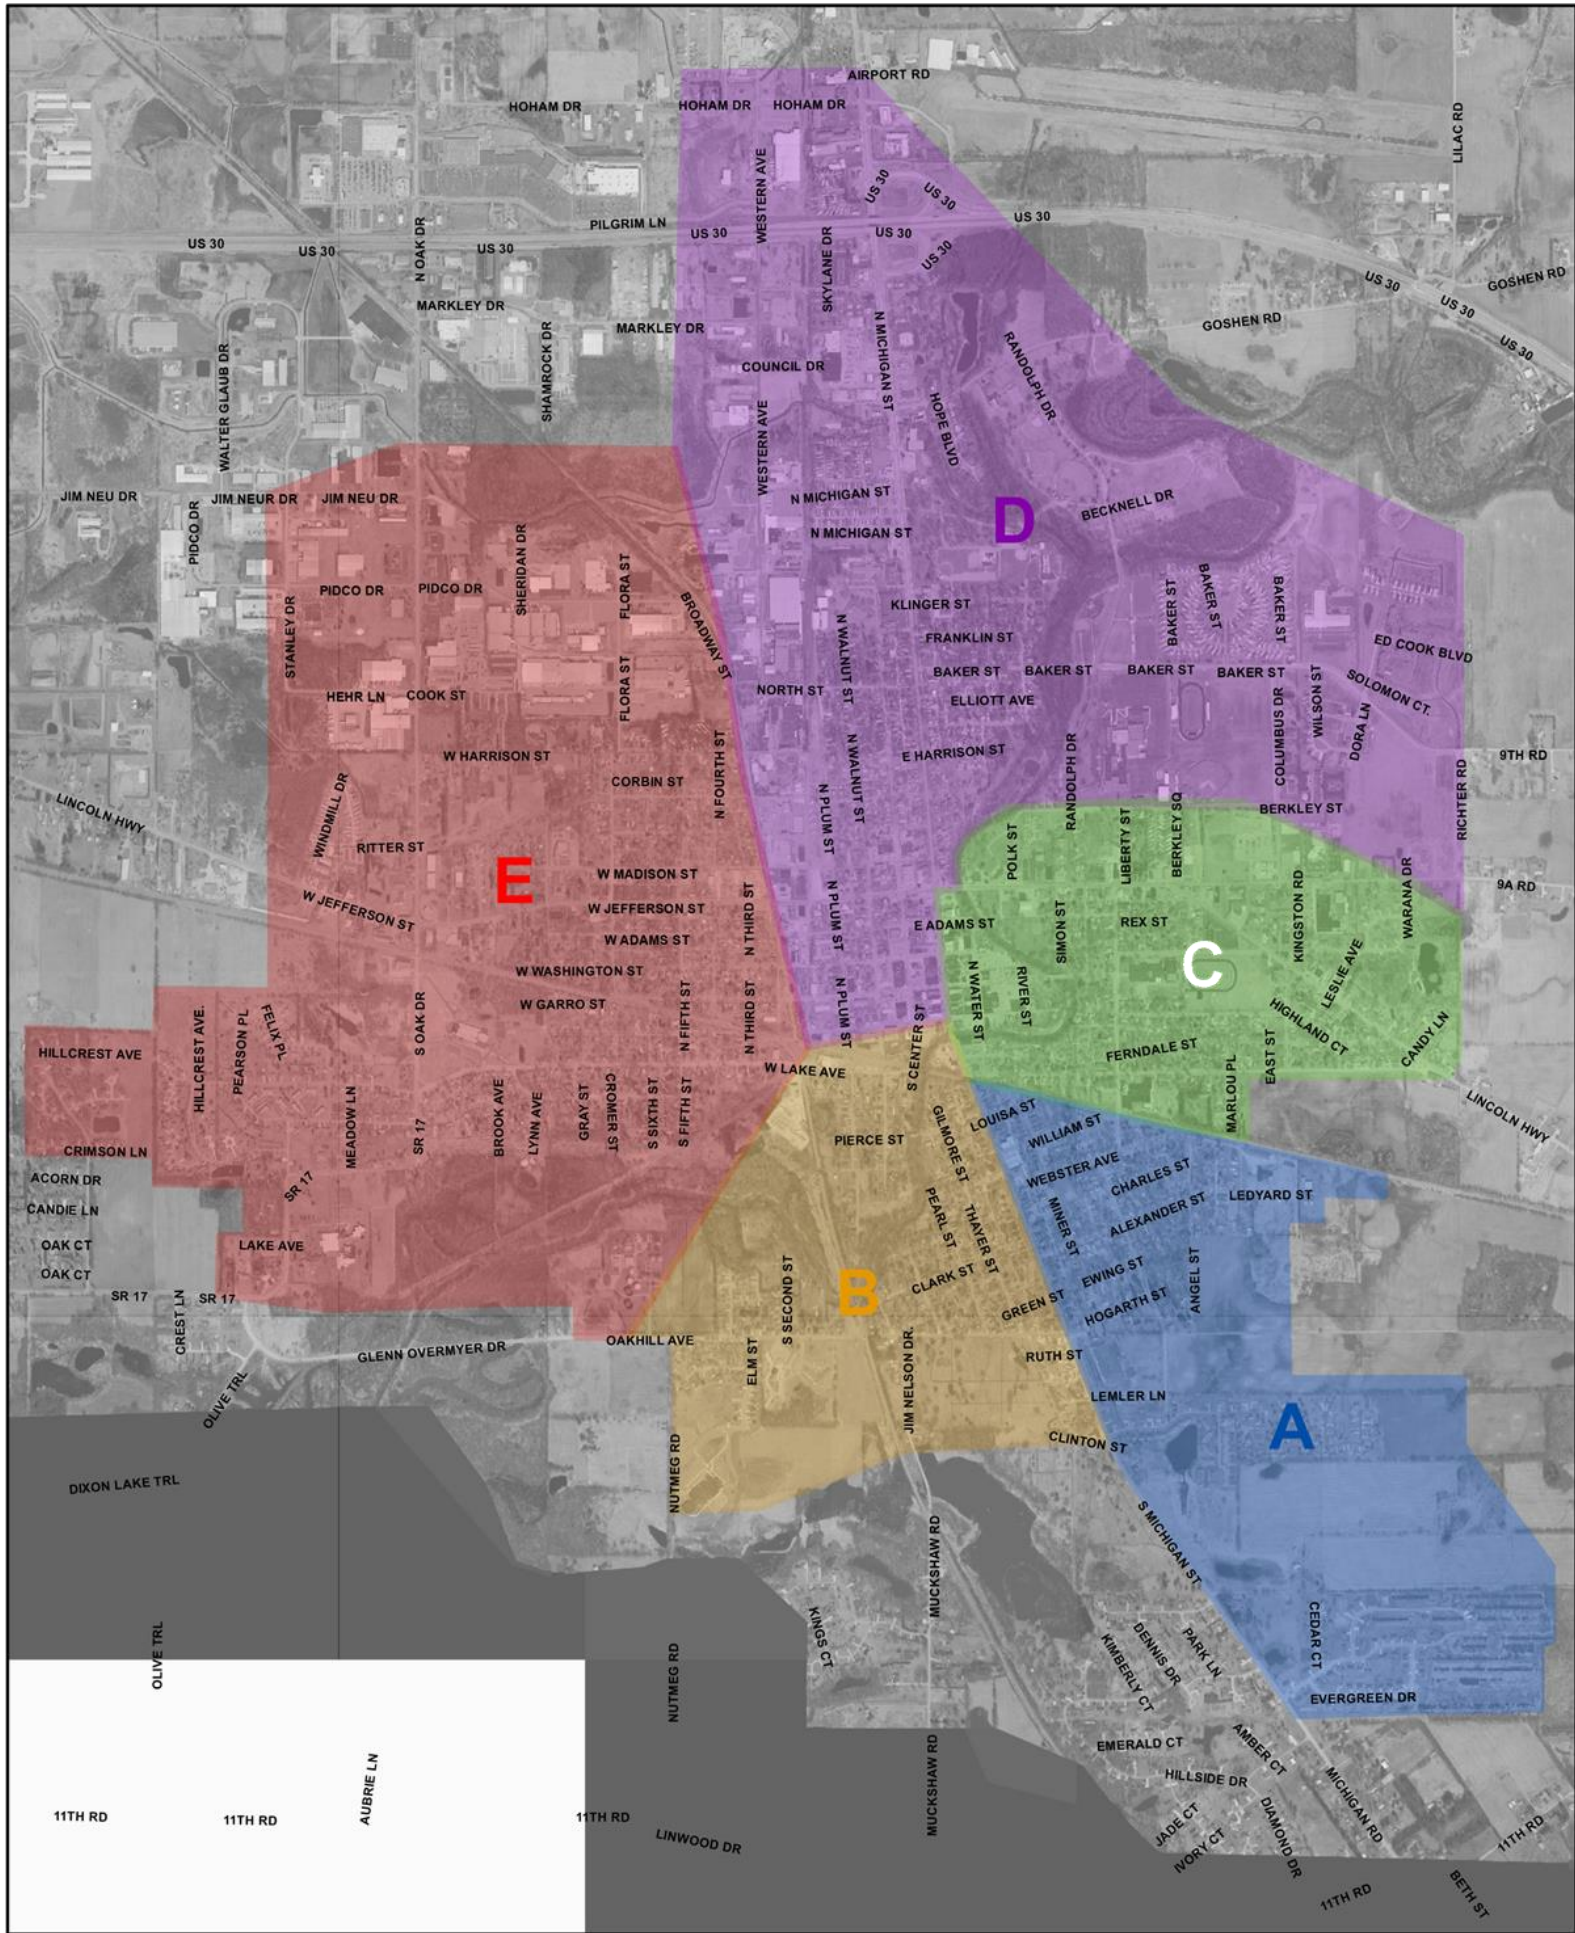 AIRPORT RD
HOHAM DR
HOHAM DR
HOHAM DR
LILAC RD
WESTERN AVE
US 30
US 30
PILGRIM LN
US 30
US 30
US 30
US 30
US 30
US 30
US 30
N OAK DR
SKYLANE DR
GOSHEN RD
US 30
US 30
MARKLEY DR
MARKLEY DR
GOSHEN RD
US 30
SHAMROCK DR
N MICHIGAN ST
RANDOLPH DR
WALTER GLAUB DR
COUNCIL DR
HOPE BLVD
WESTERN AVE
JIM NEU DR
JIM NEUR DR
JIM NEU DR
N MICHIGAN ST
BECKNELL DR
D
PIDCO DR
N MICHIGAN ST
SHERIDAN DR
FLORA ST
PIDCO DR
PIDCO DR
KLINGER ST
BAKER ST
BAKER ST
BAKER ST
STANLEY DR
BROADWAY ST
N WALNUT ST
FRANKLIN ST
ED COOK BLVD
BAKER ST
BAKER ST
BAKER ST
BAKER ST
HEHR LN
COOK ST
FLORA ST
NORTH ST
ELLIOTT AVE
COLUMBUS DR
WILSON ST
SOLOMON CT.
DORA LN
W HARRISON ST
N FOURTH ST
N WALNUT ST
E HARRISON ST
RANDOLPH DR
9TH RD
CORBIN ST
LINCOLN HWY
WINDMILL DR
RITTER ST
N PLUM ST
POLK ST
LIBERTY ST
BERKLEY SQ
BERKLEY ST
RICHTER RD
E
W MADISON ST
9A RD
W JEFFERSON ST
W JEFFERSON ST
N THIRD ST
N PLUM ST
E ADAMS ST
SIMON ST
REX ST
KINGSTON RD
WARANA DR
W ADAMS ST
C
LESLIE AVE
W WASHINGTON ST
W GARRO ST
N FIFTH ST
N THIRD ST
N PLUM ST
N WATER ST
RIVER ST
HIGHLAND CT
HILLCREST AVE
HILLCREST AVE.
PEARSON PL
FELIX PL
S OAK DR
S CENTER ST
FERNDALE ST
EAST ST
CANDY LN
W LAKE AVE
MEADOW LN
SR 17
BROOK AVE
LYNN AVE
GRAY ST
CROMER ST
S SIXTH ST
S FIFTH ST
MARLOU PL
LINCOLN HWY
LOUISA ST
GILMORE ST
PIERCE ST
WILLIAM ST
CRIMSON LN
ACORN DR
SR 17
WEBSTER AVE
CHARLES ST
LEDYARD ST
CANDIE LN
PEARL ST
THAYER ST
MINER ST
ALEXANDER ST
OAK CT
LAKE AVE
OAK CT
S SECOND ST
B
CLARK ST
EWING ST
ANGEL ST
SR 17
SR 17
CREST LN
GREEN ST
HOGARTH ST
OAKHILL AVE
GLENN OVERMYER DR
ELM ST
JIM NELSON DR.
RUTH ST
OLIVE TRL
LEMLER LN
A
CLINTON ST
DIXON LAKE TRL
NUTMEG RD
S MICHIGAN ST
MUCKSHAW RD
OLIVE TRL
NUTMEG RD
KINGS CT
KIMBERLY CT
DENNIS DR
PARK LN
CEDAR CT
EVERGREEN DR
EMERALD CT
AMBER CT
MUCKSHAW RD
HILLSIDE DR
AUBRIE LN
11TH RD
11TH RD
11TH RD
LINWOOD DR
JADE CT
IVORY CT
DIAMOND DR
MICHIGAN RD
11TH RD
11TH RD
BETH ST